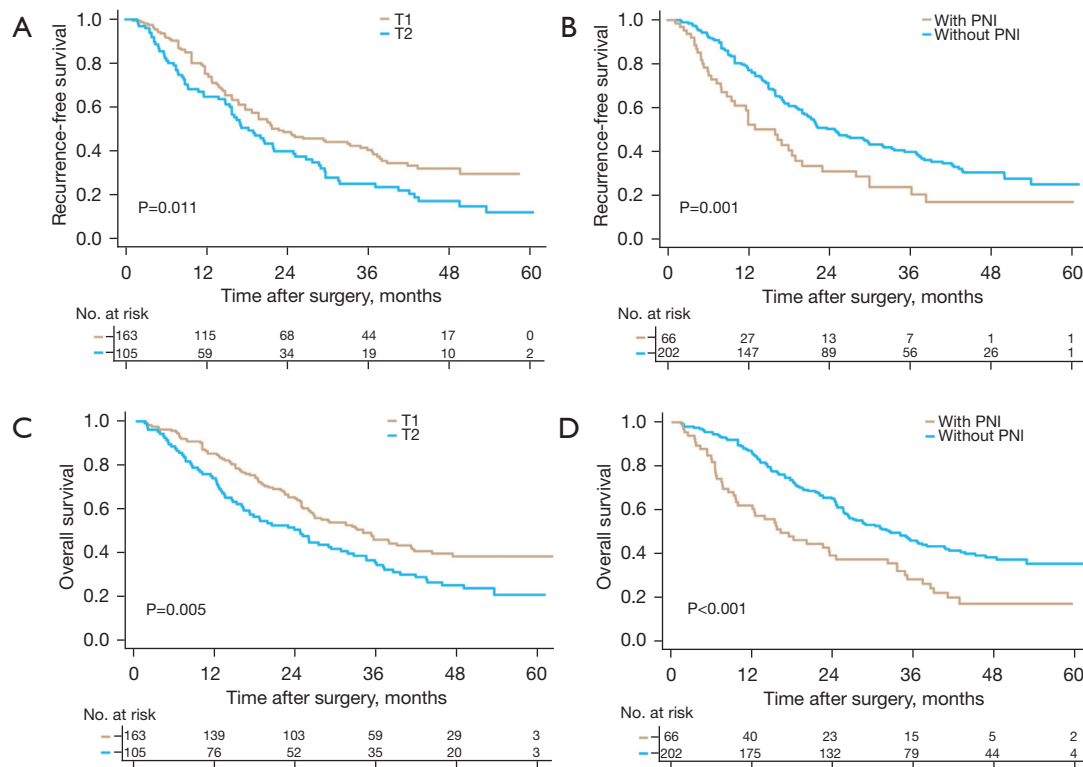 A
Recurrence-free survival
1.0
0.8
0.6
0.4
0.2
0.0
T1
T2
P=0.011
0 12 24 36 48 60
Time after surgery, months
No. at risk
163 115 68 44 17 0
105 59 34 19 10 2
B
Recurrence-free survival
1.0
0.8
0.6
0.4
0.2
0.0
With PNI
Without PNI
P=0.001
0 12 24 36 48 60
Time after surgery, months
No. at risk
66 27 13 7 1 1
202 147 89 56 26 1
C
Overall survival
1.0
0.8
0.6
0.4
0.2
0.0
T1
T2
P=0.005
0 12 24 36 48 60
Time after surgery, months
No. at risk
163 139 103 59 29 3
105 76 52 35 20 3
D
Overall survival
1.0
0.8
0.6
0.4
0.2
0.0
With PNI
Without PNI
P<0.001
0 12 24 36 48 60
Time after surgery, months
No. at risk
66 40 23 15 5 2
202 175 132 79 44 4